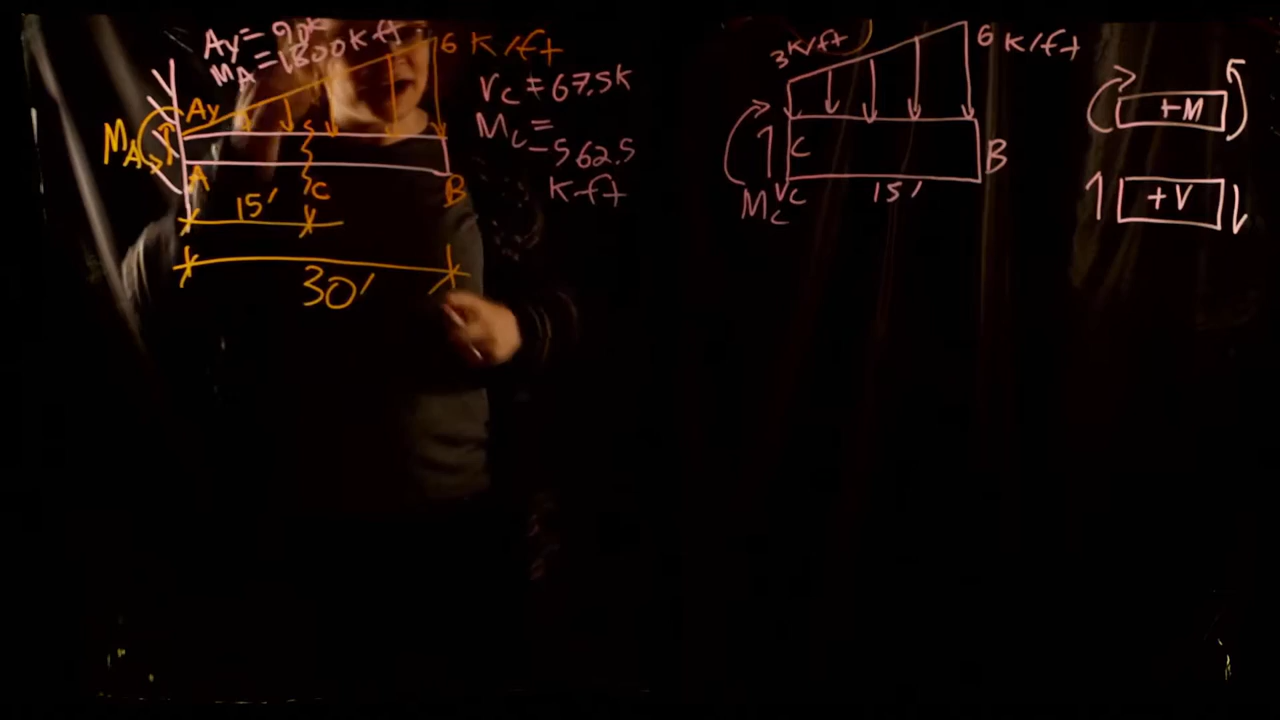 Ay = 90k
MA = 1800 k ft
6 K/ft
Ay
MA
A
15'
C
B
30'
Vc = 67.5k
Mc =
-562.5
k ft
3 K/ft
6 K/ft
C
B
Mc
Vc
15'
+M
+V